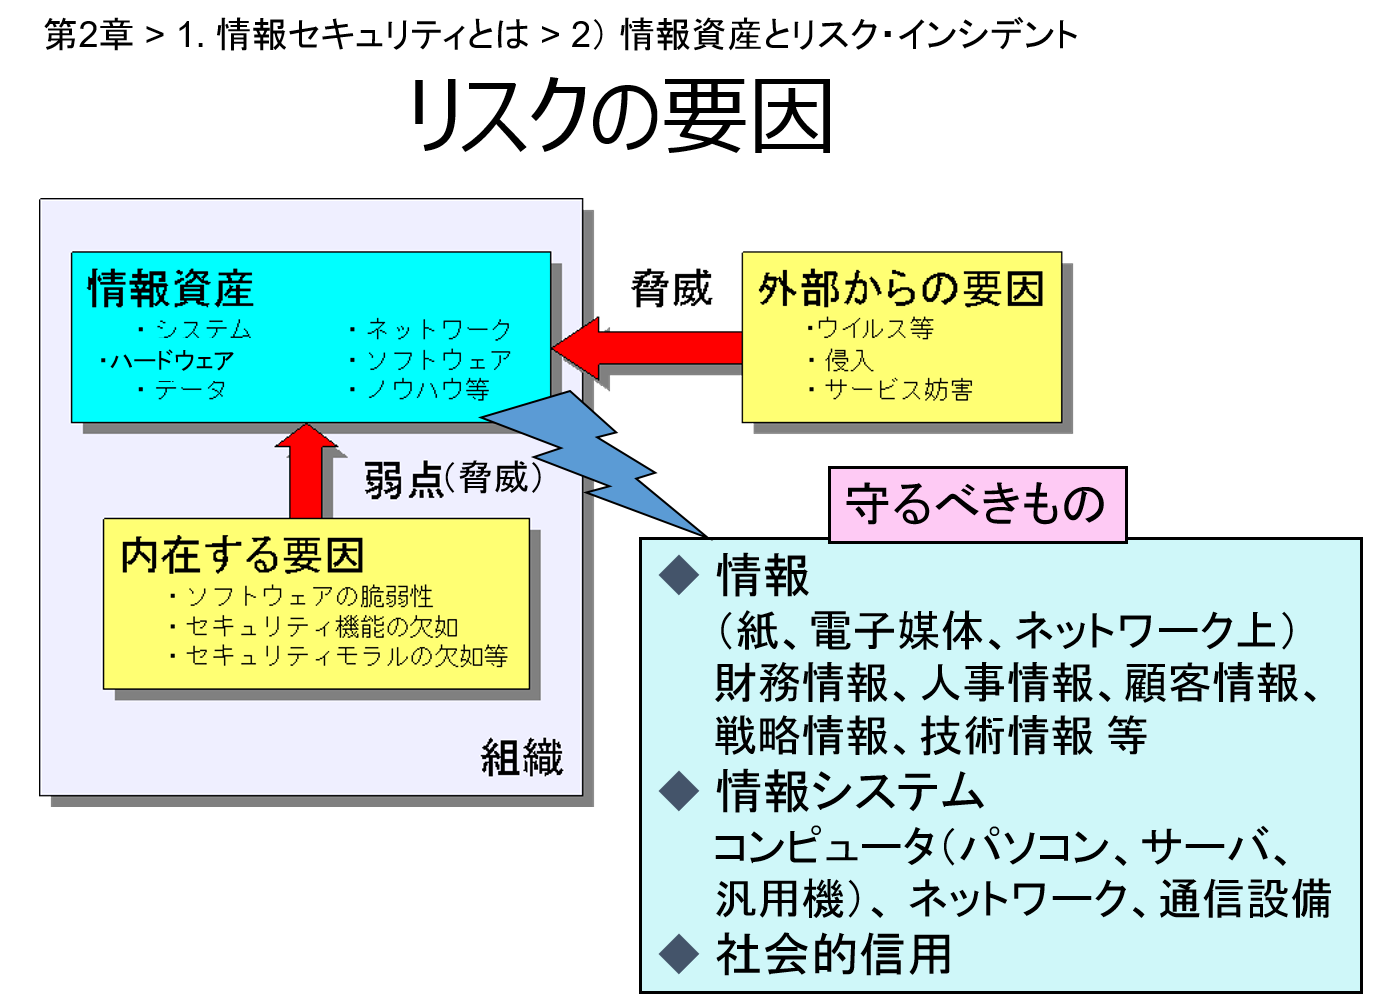 第2章 > 1. 情報セキュリティとは > 2） 情報資産とリスク・インシデント
リスクの要因
情報資産
・システム ・ネットワーク
・ハードウェア ・ソフトウェア
・テータ ・ノウハウ等
脅威
外部からの要因
・ウイルス等
・侵入
・サービス妨害
弱点（脅威）
内在する要因
・ソフトウェアの脆弱性
・セキュリティ機能の欠如
・セキュリティモラルの欠如等
組織
守るべきもの
◆ 情報
（紙、電子媒体、ネットワーク上）
財務情報、人事情報、顧客情報、
戦略情報、技術情報 等
◆ 情報システム
コンピュータ（パソコン、サーバ、
汎用機）、ネットワーク、通信設備
◆ 社会的信用